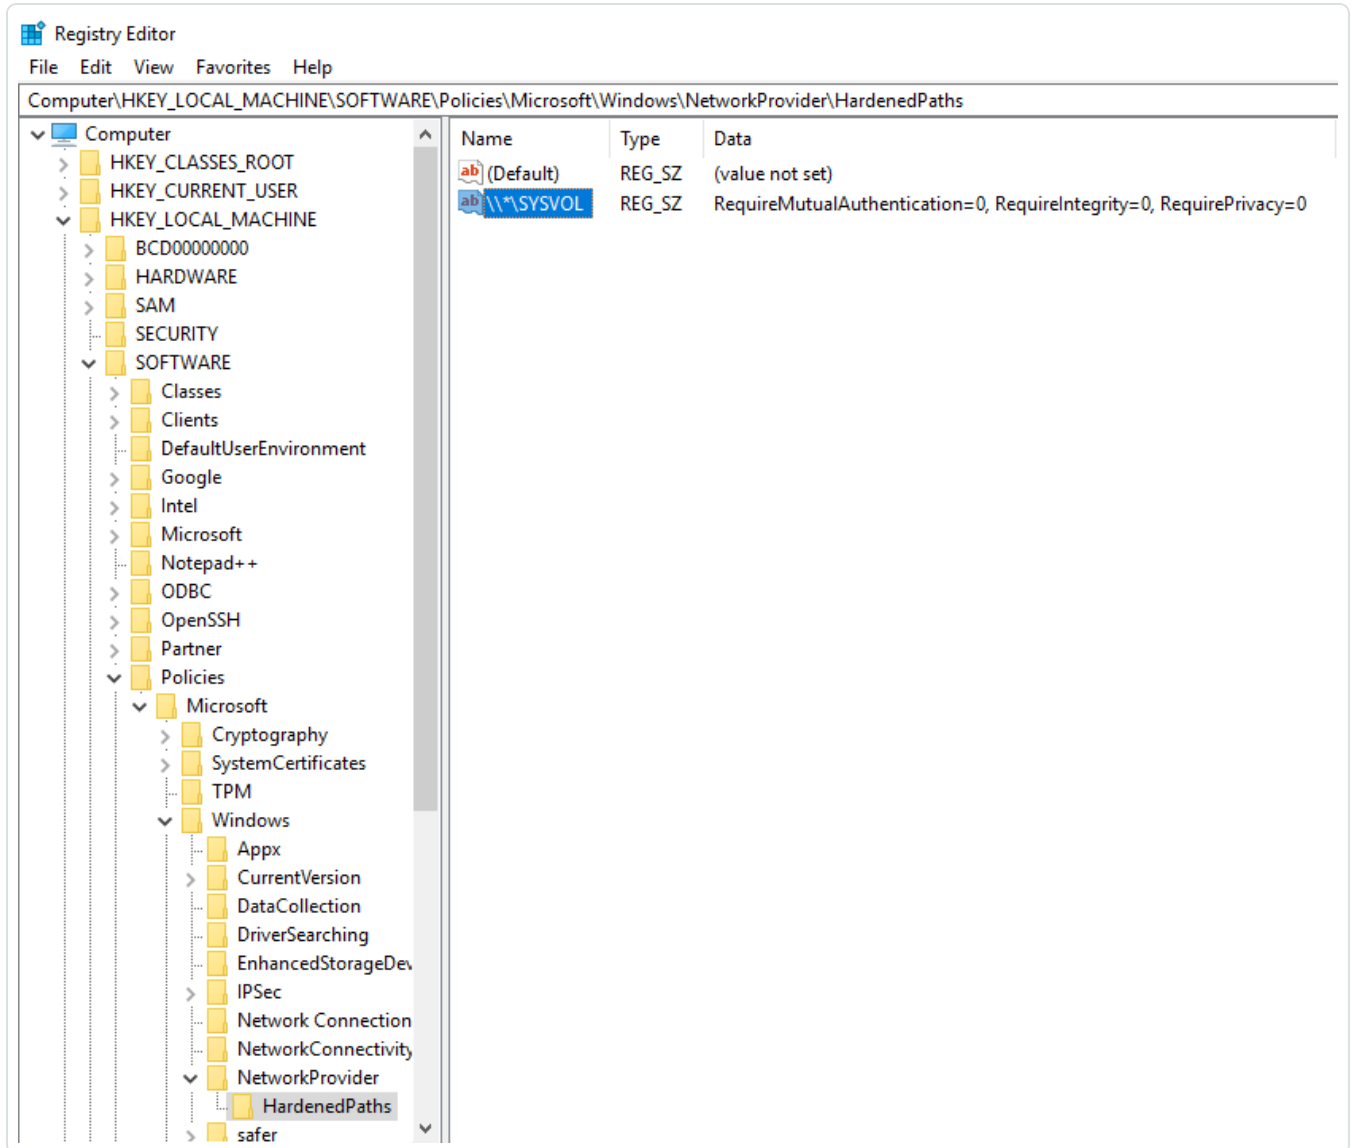 Registry Editor
File Edit View Favorites Help
Computer\HKEY_LOCAL_MACHINE\SOFTWARE\Policies\Microsoft\Windows\NetworkProvider\HardenedPaths
Computer
HKEY_CLASSES_ROOT
HKEY_CURRENT_USER
HKEY_LOCAL_MACHINE
BCD00000000
HARDWARE
SAM
SECURITY
SOFTWARE
Classes
Clients
DefaultUserEnvironment
Google
Intel
Microsoft
Notepad++
ODBC
OpenSSH
Partner
Policies
Microsoft
Cryptography
SystemCertificates
TPM
Windows
Appx
CurrentVersion
DataCollection
DriverSearching
EnhancedStorageDev
IPSec
Network Connection
NetworkConnectivity
NetworkProvider
HardenedPaths
safer
Name Type Data
ab (Default) REG_SZ (value not set)
ab \\*\SYSVOL REG_SZ RequireMutualAuthentication=0, RequireIntegrity=0, RequirePrivacy=0